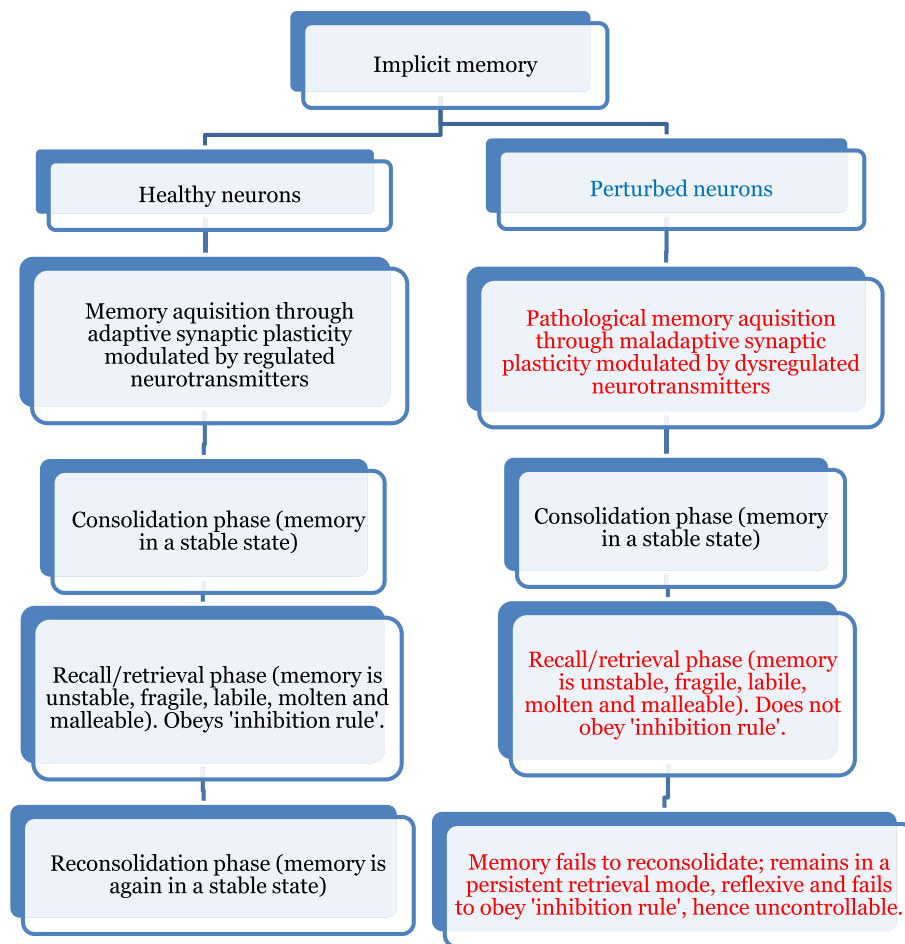 Implicit memory
Healthy neurons
Perturbed neurons
Memory aquisition through
adaptive synaptic plasticity
modulated by regulated
neurotransmitters
Pathological memory aquisition
through maladaptive synaptic
plasticity modulated by dysregulated
neurotransmitters
Consolidation phase (memory
in a stable state)
Consolidation phase (memory
in a stable state)
Recall/retrieval phase (memory is
unstable, fragile, labile, molten and
malleable). Obeys 'inhibition rule'.
Recall/retrieval phase (memory
is unstable, fragile, labile,
molten and malleable). Does not
obey 'inhibition rule'.
Reconsolidation phase (memory is
again in a stable state)
Memory fails to reconsolidate; remains in a
persistent retrieval mode, reflexive and fails
to obey 'inhibition rule', hence uncontrollable.